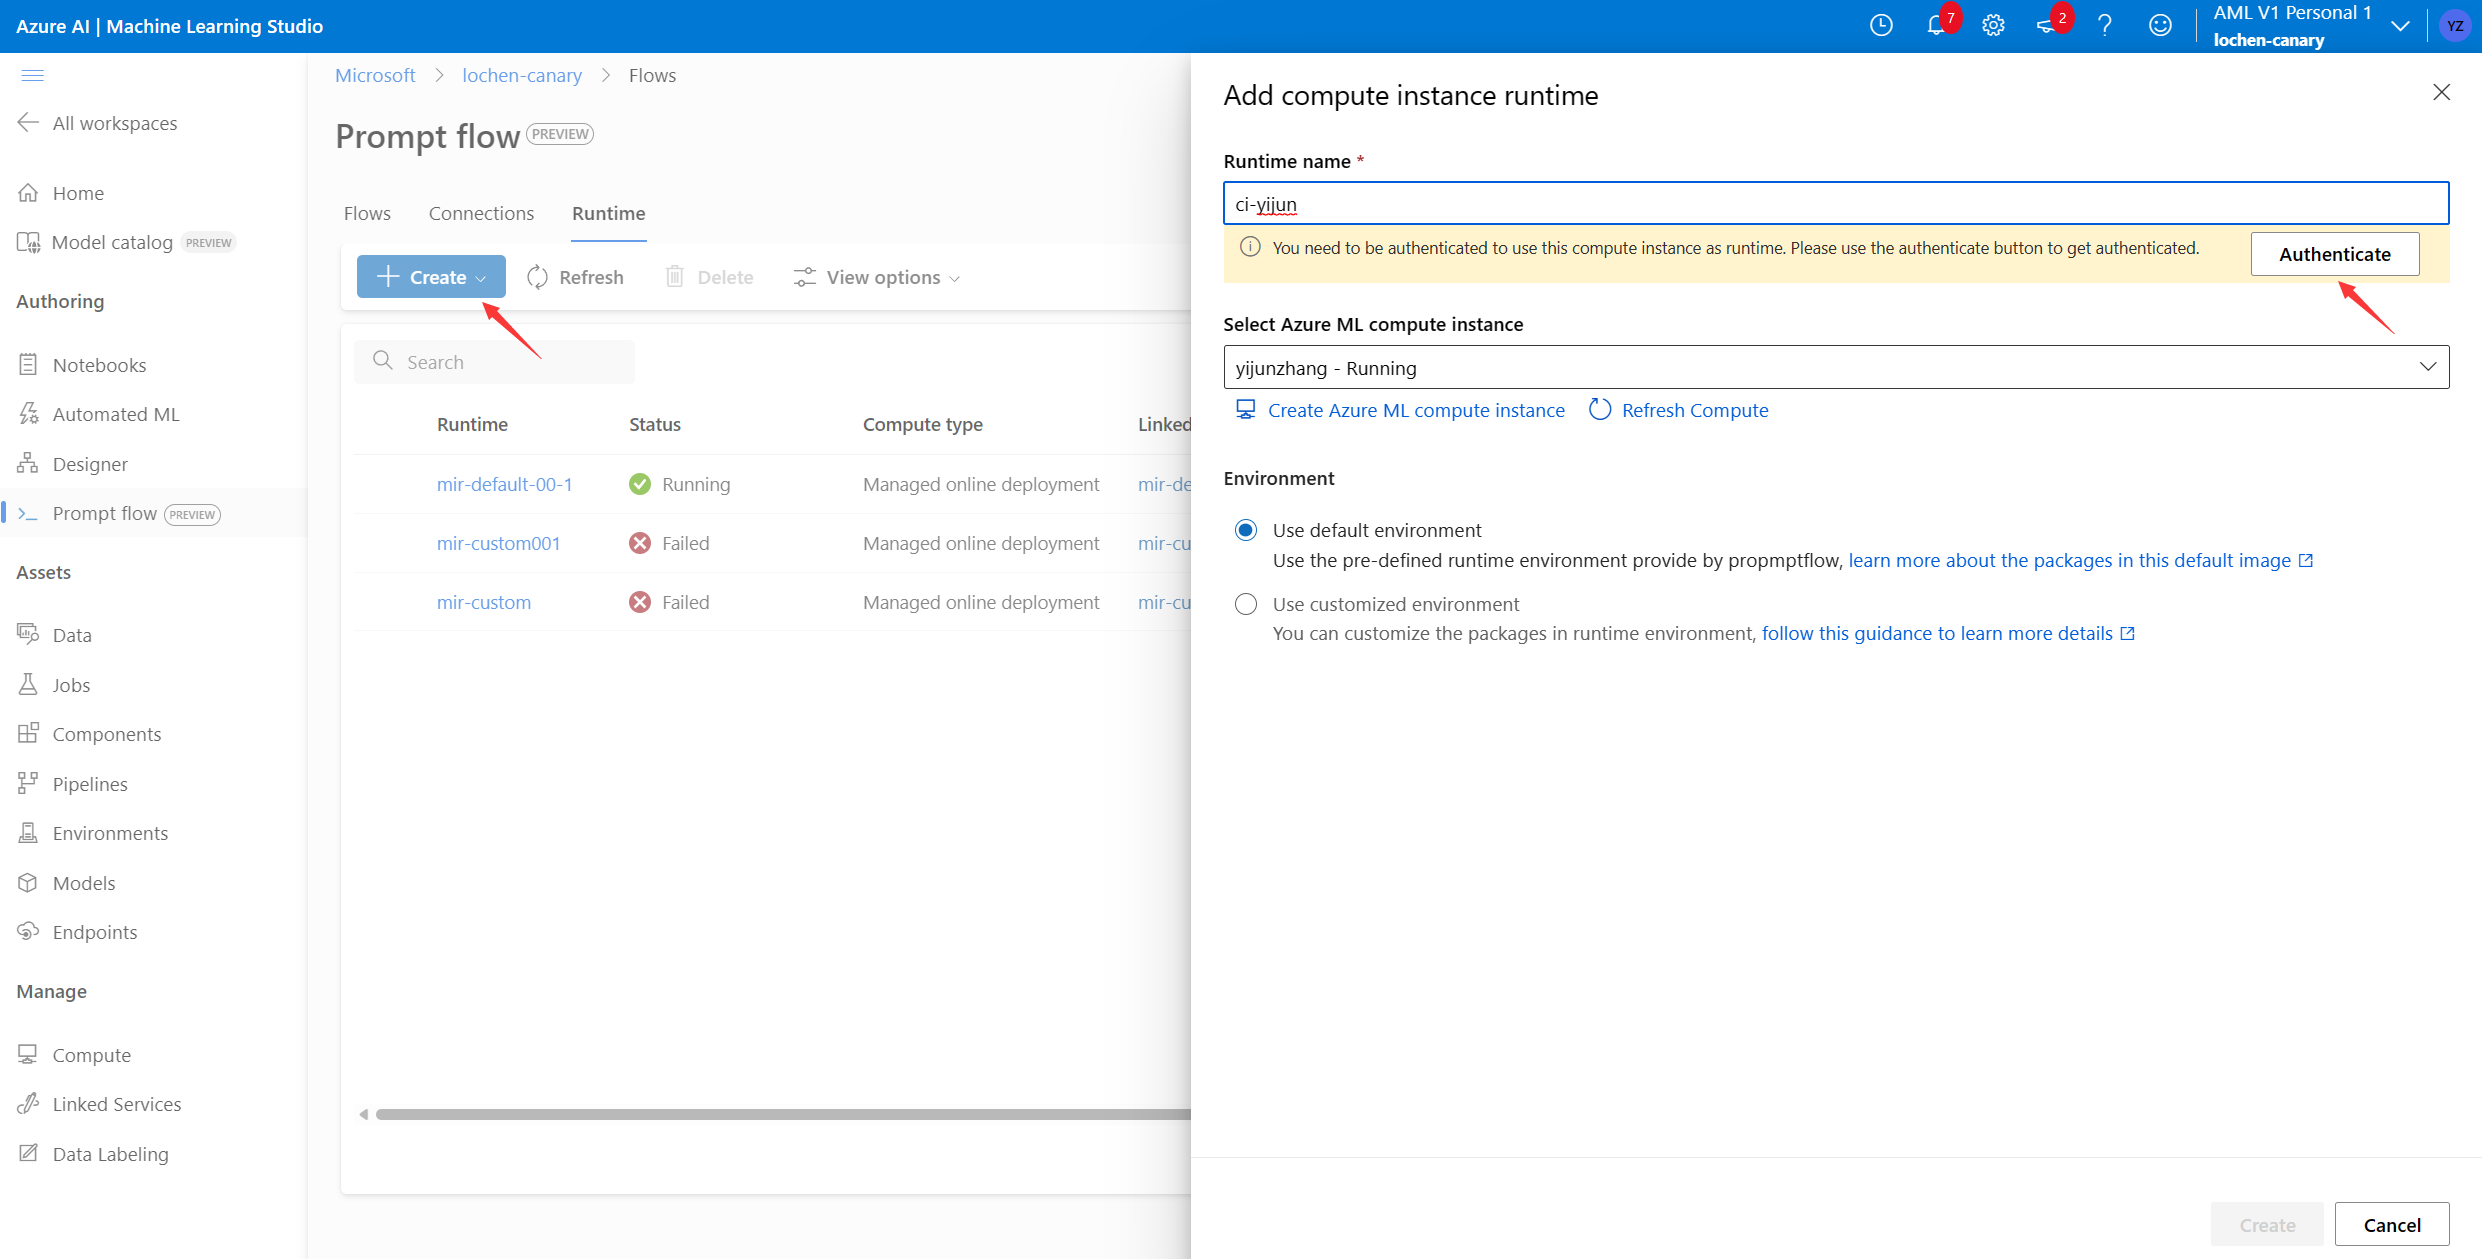 Azure AI | Machine Learning Studio
7
2
AML V1 Personal 1
lochen-canary
YZ
All workspaces
Home
Model catalog PREVIEW
Authoring
Notebooks
Automated ML
Designer
Prompt flow PREVIEW
Assets
Data
Jobs
Components
Pipelines
Environments
Models
Endpoints
Manage
Compute
Linked Services
Data Labeling
Microsoft > lochen-canary > Flows
Prompt flow PREVIEW
Flows Connections Runtime
Create Refresh Delete View options
Search
Runtime Status Compute type Linked
mir-default-00-1 Running Managed online deployment mir-de
mir-custom001 Failed Managed online deployment mir-cu
mir-custom Failed Managed online deployment mir-cu
Add compute instance runtime
Runtime name *
ci-yijun
You need to be authenticated to use this compute instance as runtime. Please use the authenticate button to get authenticated.
Authenticate
Select Azure ML compute instance
yijunzhang - Running
Create Azure ML compute instance Refresh Compute
Environment
Use default environment
Use the pre-defined runtime environment provide by propmptflow, learn more about the packages in this default image
Use customized environment
You can customize the packages in runtime environment, follow this guidance to learn more details
Create Cancel